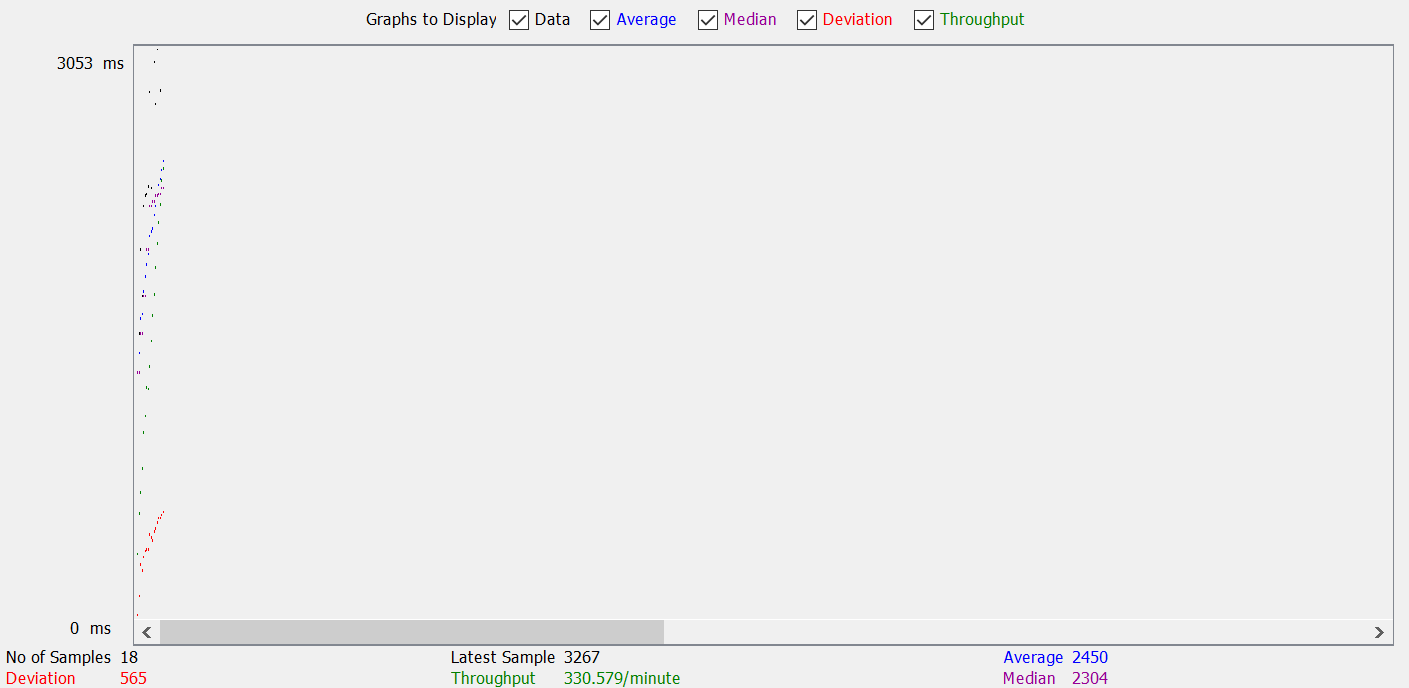 Graphs to Display Data Average Median Deviation Throughput
3053 ms
0 ms
No of Samples 18 Latest Sample 3267 Average 2450
Deviation 565 Throughput 330.579/minute Median 2304